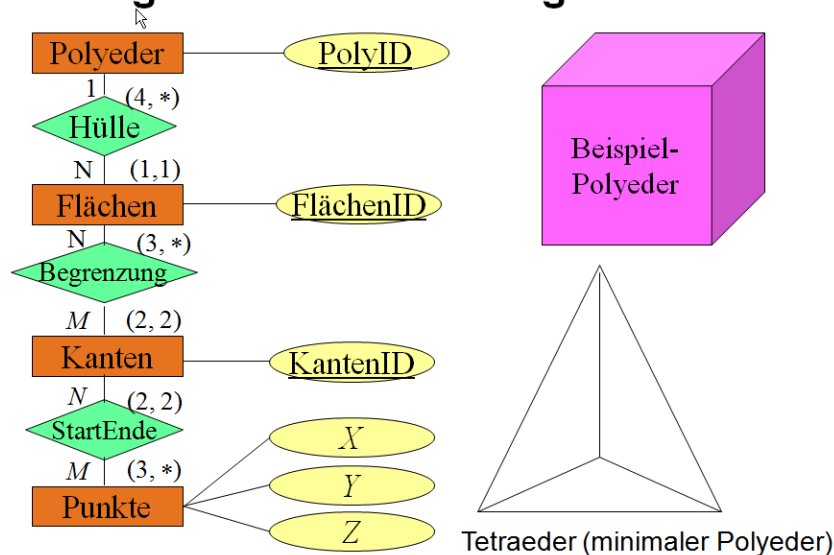 Polyeder
PolyID
1
(4, *)
Hülle
N
(1,1)
Flächen
FlächenID
N
(3, *)
Begrenzung
M
(2, 2)
Kanten
KantenID
N
(2, 2)
StartEnde
M
(3, *)
Punkte
X
Y
Z
Beispiel-
Polyeder
Tetraeder (minimaler Polyeder)